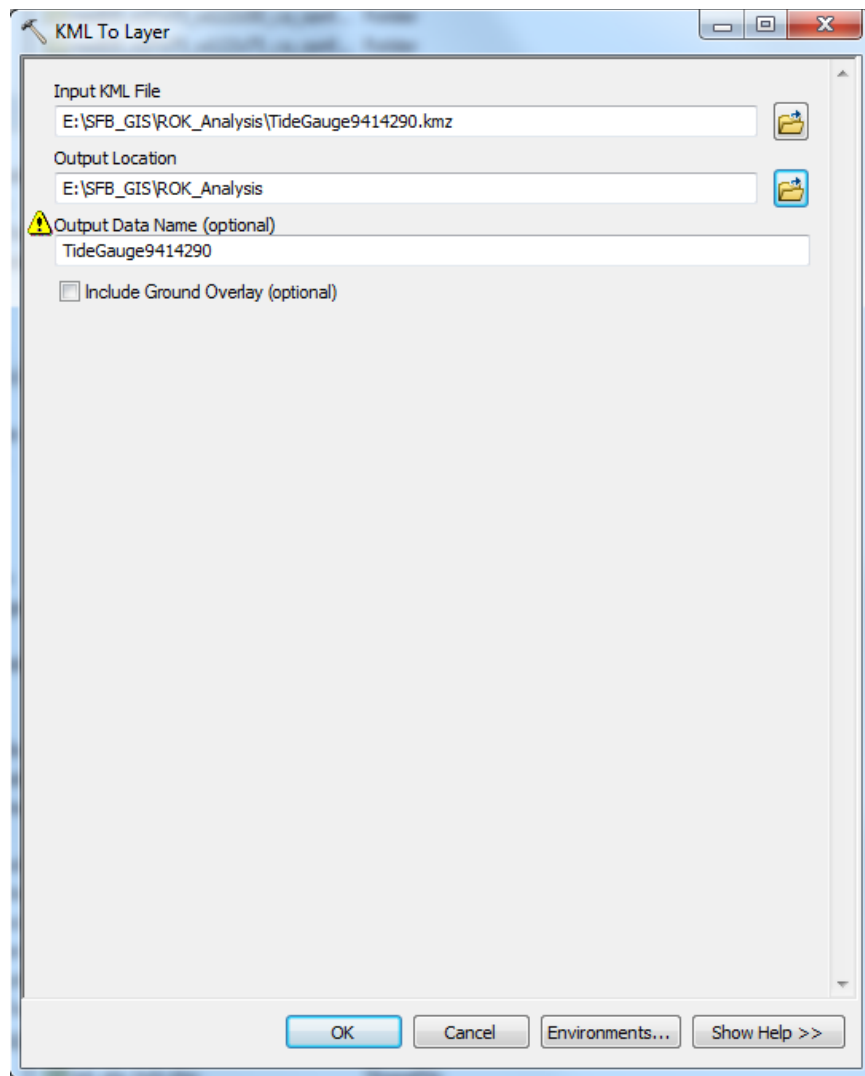 KML To Layer
Input KML File
E:\SFB_GIS\ROK_Analysis\TideGauge9414290.kmz
Output Location
E:\SFB_GIS\ROK_Analysis
Output Data Name (optional)
TideGauge9414290
Include Ground Overlay (optional)
OK Cancel Environments... Show Help >>